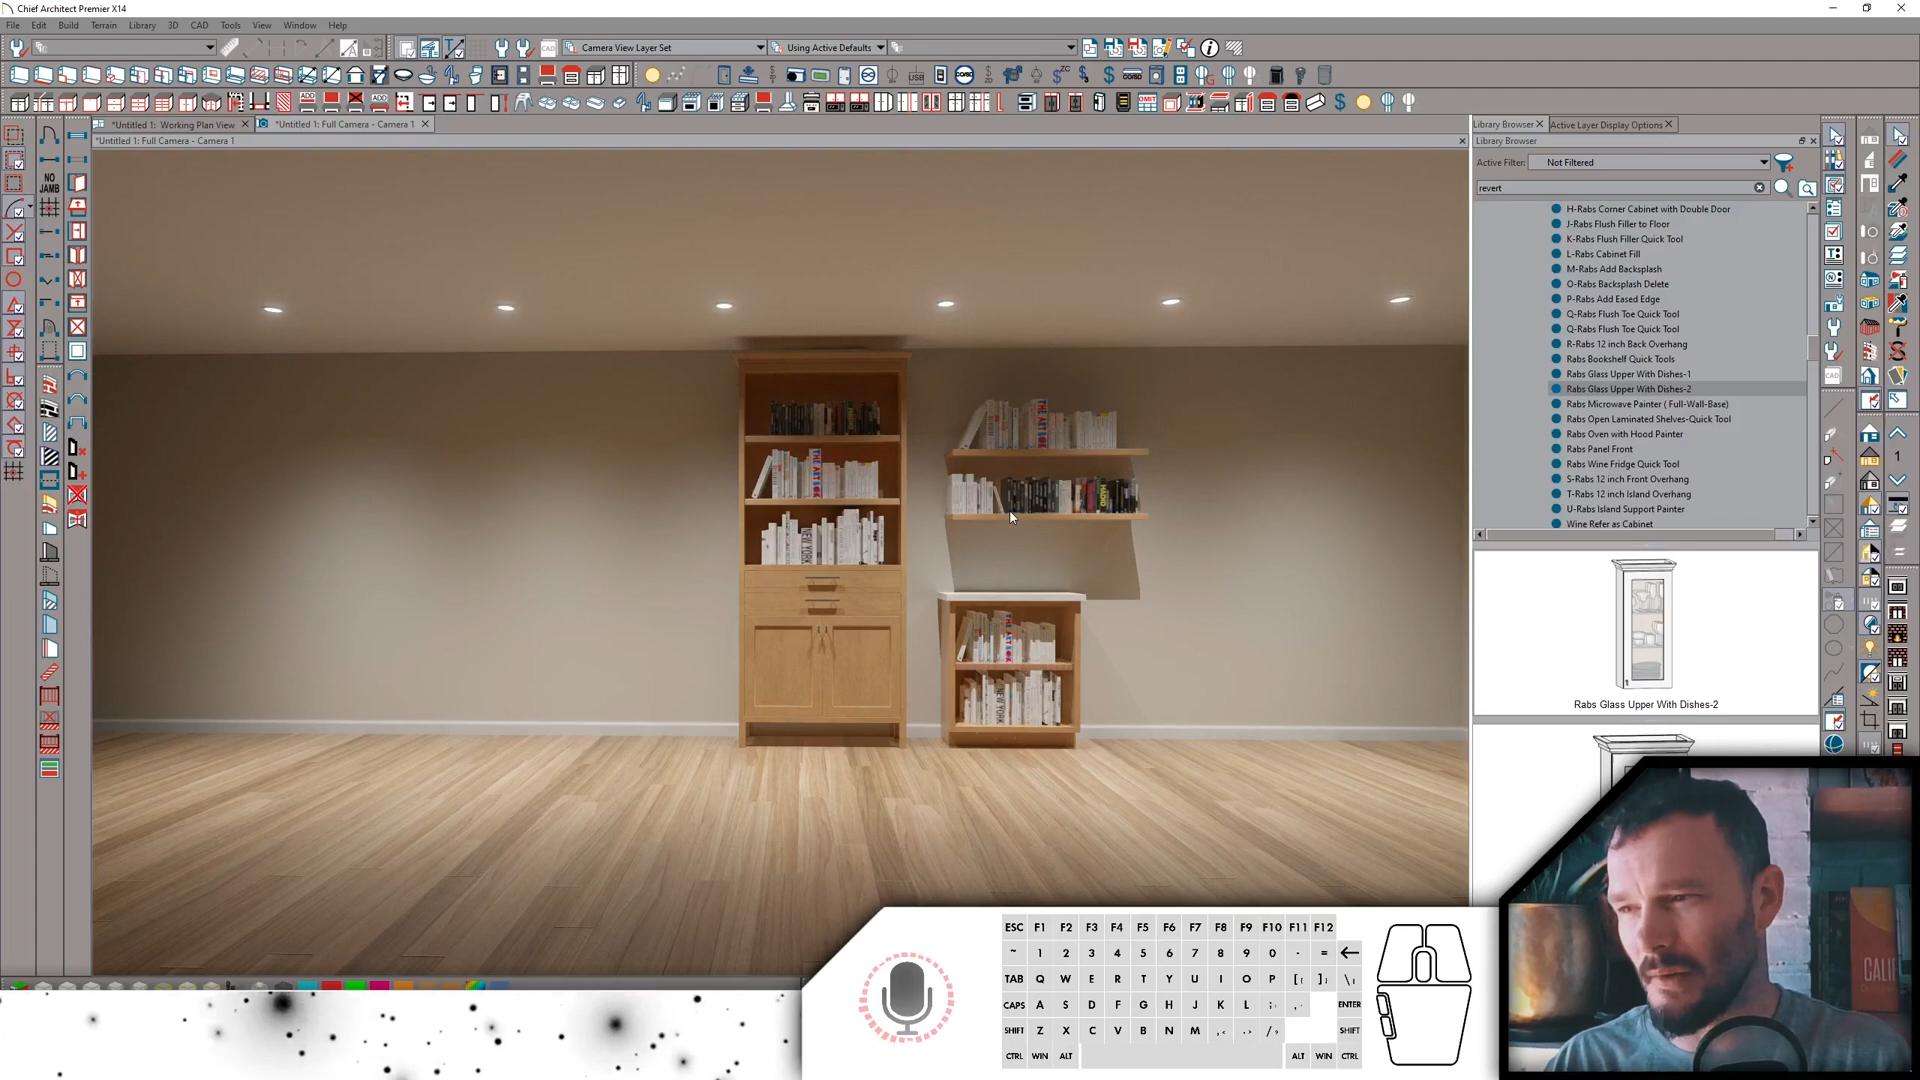 Chief Architect Premier X14
File Edit Build Terrain Library 3D CAD Tools View Window Help
Camera View Layer Set
Using Active Defaults
*Untitled 1: Working Plan View
*Untitled 1: Full Camera - Camera 1
*Untitled 1: Full Camera - Camera 1
NO JAMB
Library Browser
Active Layer Display Options
Library Browser
Active Filter: Not Filtered
revert
H-Rabs Corner Cabinet with Double Door
J-Rabs Flush Filler to Floor
K-Rabs Flush Filler Quick Tool
L-Rabs Cabinet Fill
M-Rabs Add Backsplash
O-Rabs Backsplash Delete
P-Rabs Add Eased Edge
Q-Rabs Flush Toe Quick Tool
Q-Rabs Flush Toe Quick Tool
R-Rabs 12 inch Back Overhang
Rabs Bookshelf Quick Tools
Rabs Glass Upper With Dishes-1
Rabs Glass Upper With Dishes-2
Rabs Microwave Painter ( Full-Wall-Base)
Rabs Open Laminated Shelves-Quick Tool
Rabs Oven with Hood Painter
Rabs Panel Front
Rabs Wine Fridge Quick Tool
S-Rabs 12 inch Front Overhang
T-Rabs 12 inch Island Overhang
U-Rabs Island Support Painter
Wine Refer as Cabinet
Rabs Glass Upper With Dishes-2
NEW YORK
NEW YORK
CALI
ESC F1 F2 F3 F4 F5 F6 F7 F8 F9 F10 F11 F12
~ 1 2 3 4 5 6 7 8 9 0 - =
TAB Q W E R T Y U I O P [{ ]} \
CAPS A S D F G H J K L ; ENTER
SHIFT Z X C V B N M ,< .> /? SHIFT
CTRL WIN ALT ALT WIN CTRL